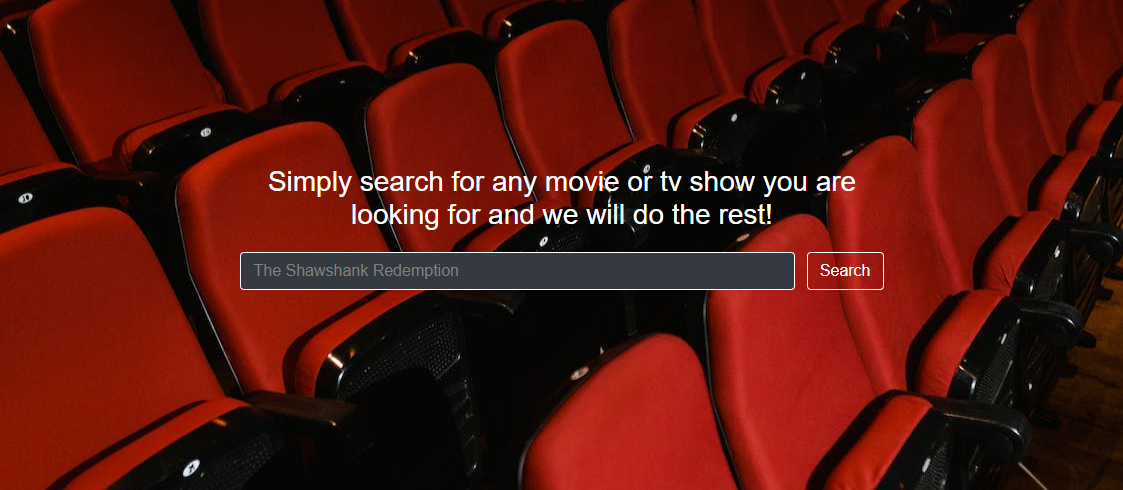 Simply search for any movie or tv show you are
looking for and we will do the rest!
The Shawshank Redemption
Search